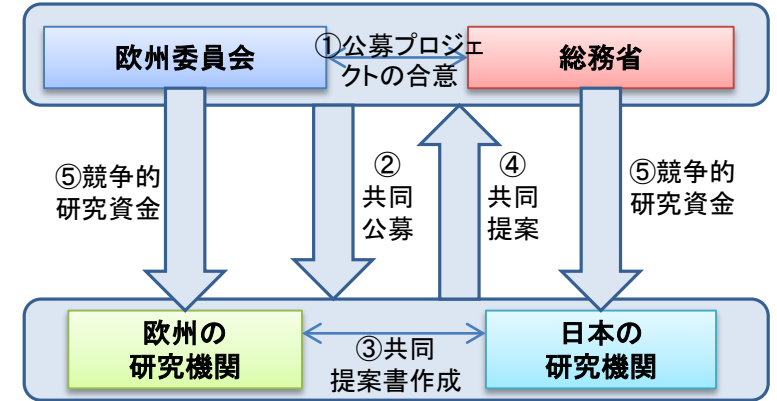 欧州委員会
①公募プロジェ
クトの合意
総務省
⑤競争的
研究資金
②
共同
公募
④
共同
提案
⑤競争的
研究資金
欧州の
研究機関
③共同
提案書作成
日本の
研究機関